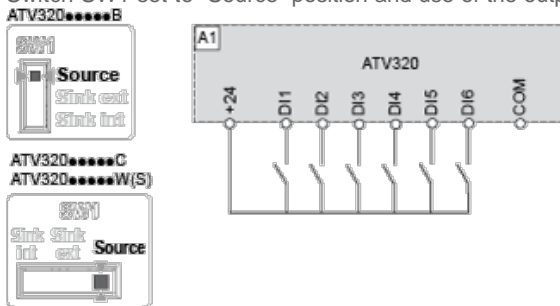 Switch SW1 set to "Source" position and use of the outp
ATV320●●●●●B
SW1
Source
Sink ext
Sink int
ATV320●●●●●C
ATV320●●●●●W(S)
SW1
Sink int
Sink ext
Source
A1
ATV320
+24
DI1
DI2
DI3
DI4
DI5
DI6
COM